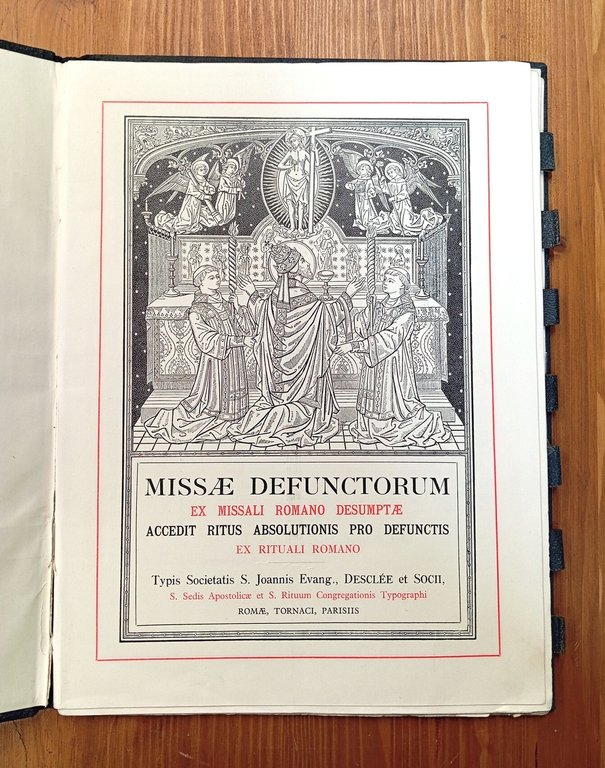 MISSÆ DEFUNCTORUM
EX MISSALI ROMANO DESUMPTÆ
ACCEDIT RITUS ABSOLUTIONIS PRO DEFUNCTIS
EX RITUALI ROMANO
Typis Societatis S. Joannis Evang., DESCLÉE et SOCII,
S. Sedis Apostolicæ et S. Rituum Congregationis Typographi
ROMÆ, TORNACI, PARISIIS